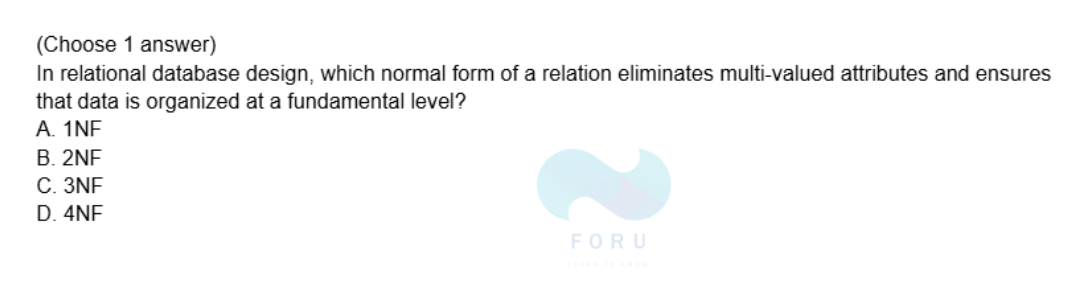 (Choose 1 answer)
In relational database design, which normal form of a relation eliminates multi-valued attributes and ensures
that data is organized at a fundamental level?
A. 1NF
B. 2NF
C. 3NF
D. 4NF
FORU